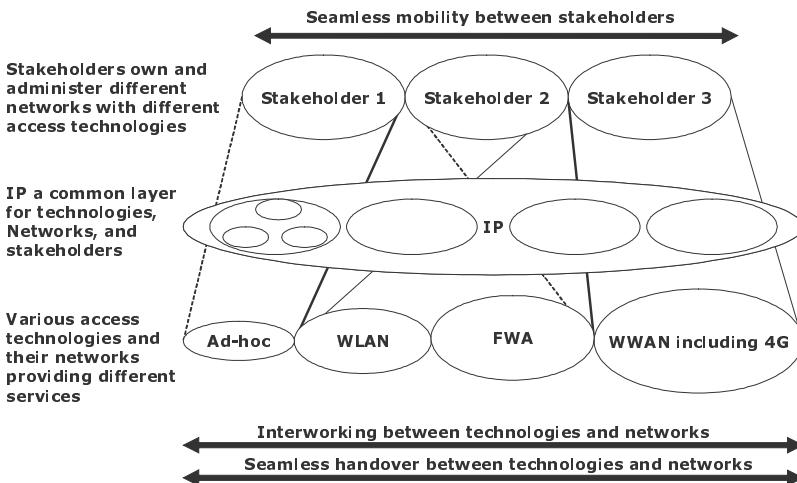 Seamless mobility between stakeholders
Stakeholders own and
administer different
networks with different
access technologies
Stakeholder 1
Stakeholder 2
Stakeholder 3
IP a common layer
for technologies,
Networks, and
stakeholders
IP
Various access
technologies and
their networks
providing different
services
Ad-hoc
WLAN
FWA
WWAN including 4G
Interworking between technologies and networks
Seamless handover between technologies and networks